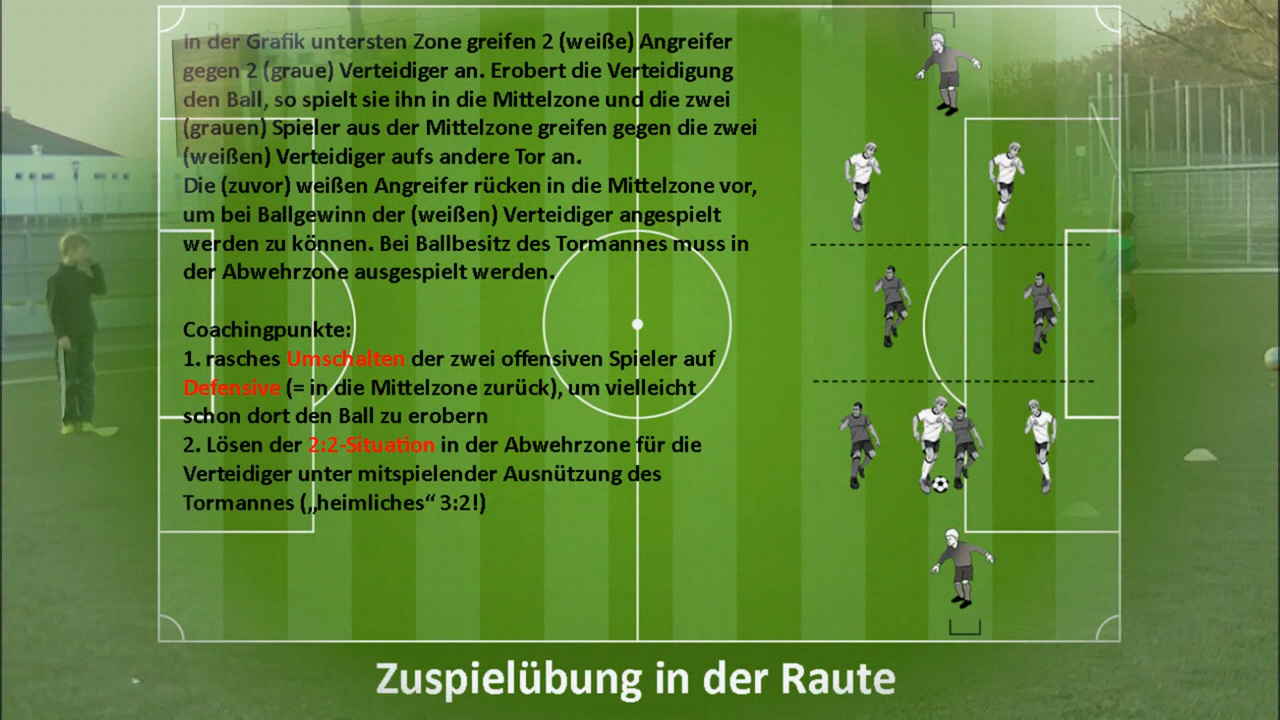 In der Grafik untersten Zone greifen 2 (weiße) Angreifer
gegen 2 (graue) Verteidiger an. Erobert die Verteidigung
den Ball, so spielt sie ihn in die Mittelzone und die zwei
(grauen) Spieler aus der Mittelzone greifen gegen die zwei
(weißen) Verteidiger aufs andere Tor an.
Die (zuvor) weißen Angreifer rücken in die Mittelzone vor,
um bei Ballgewinn der (weißen) Verteidiger angespielt
werden zu können. Bei Ballbesitz des Tormannes muss in
der Abwehrzone ausgespielt werden.
Coachingpunkte:
1. rasches Umschalten der zwei offensiven Spieler auf
Defensive (= in die Mittelzone zurück), um vielleicht
schon dort den Ball zu erobern
2. Lösen der 2:2-Situation in der Abwehrzone für die
Verteidiger unter mitspielender Ausnützung des
Tormannes („heimliches“ 3:2!)
Zuspielübung in der Raute